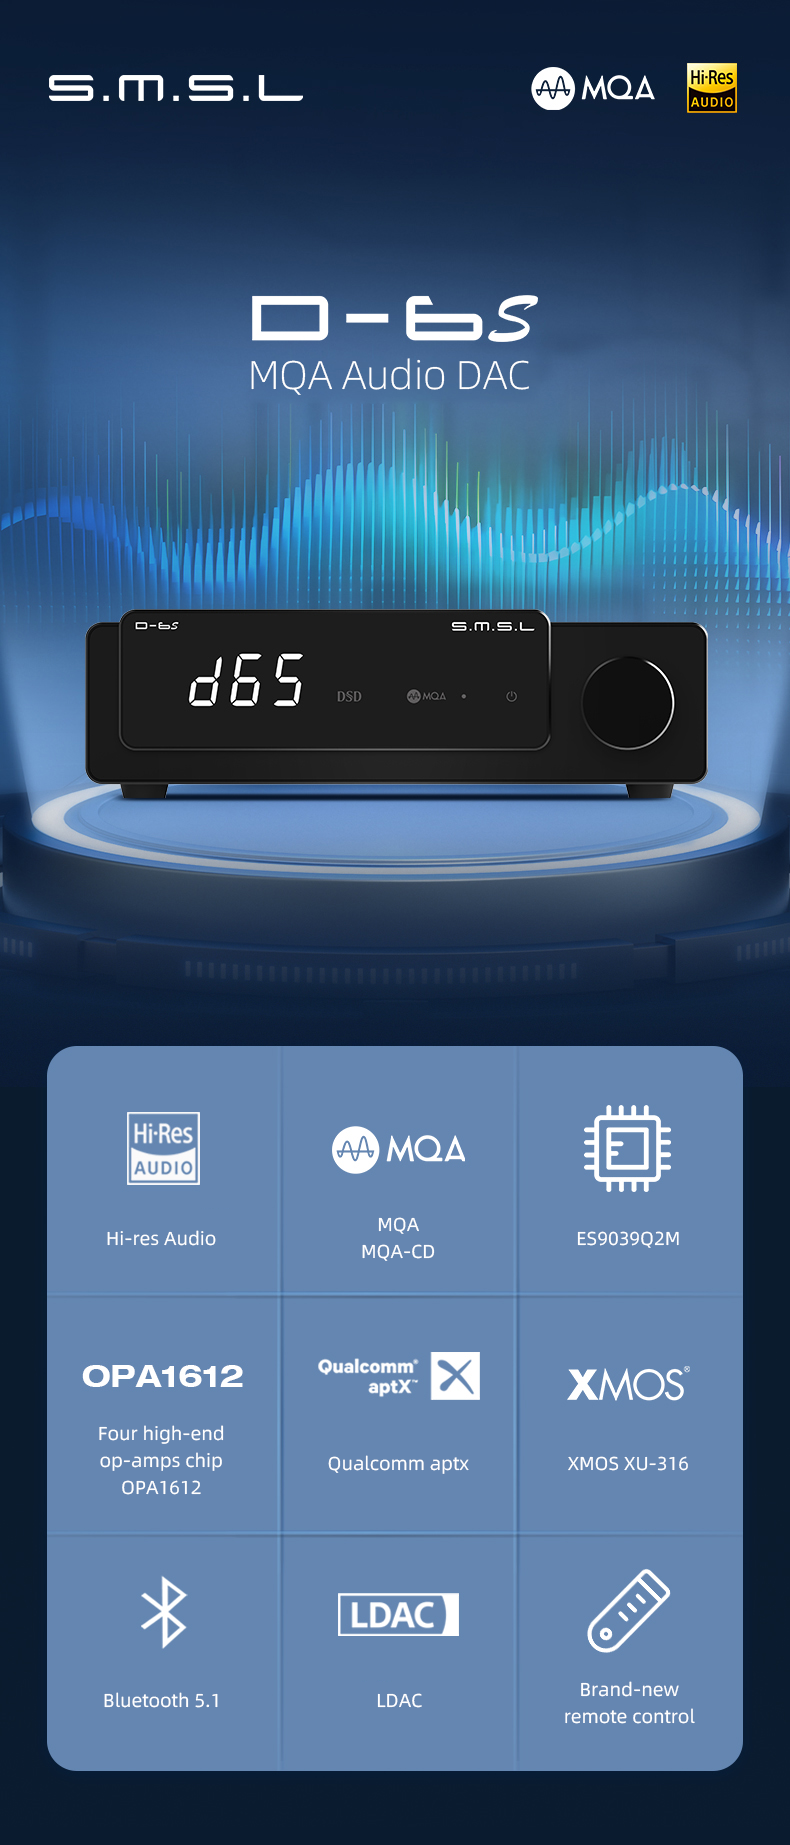 S.M.S.L
MQA
Hi-Res
AUDIO
D-6s
MQA Audio DAC
D-6s
S.M.S.L
d65
DSD
MQA
Hi-Res
AUDIO
Hi-res Audio
MQA
MQA
MQA-CD
ES9039Q2M
OPA1612
Four high-end
op-amps chip
OPA1612
Qualcomm®
aptX™
Qualcomm aptx
XMOS®
XMOS XU-316
Bluetooth 5.1
LDAC
LDAC
Brand-new
remote control